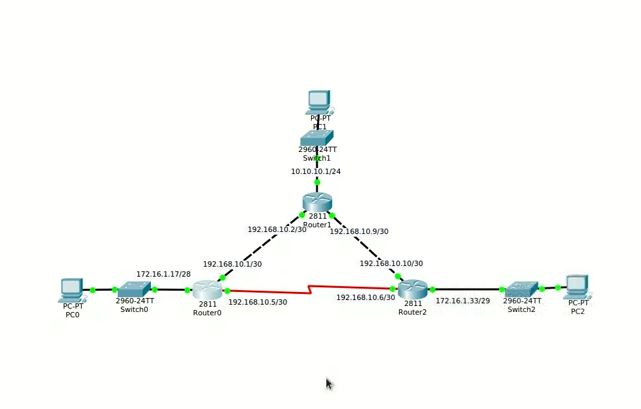 PC-PT
PC1
2960-24TT
Switch1
10.10.10.1/24
2811
Router1
192.168.10.2/30
192.168.10.9/30
192.168.10.1/30
192.168.10.10/30
172.16.1.17/28
PC-PT
PC0
2960-24TT
Switch0
2811
Router0
192.168.10.5/30
192.168.10.6/30
2811
Router2
172.16.1.33/29
2960-24TT
Switch2
PC-PT
PC2